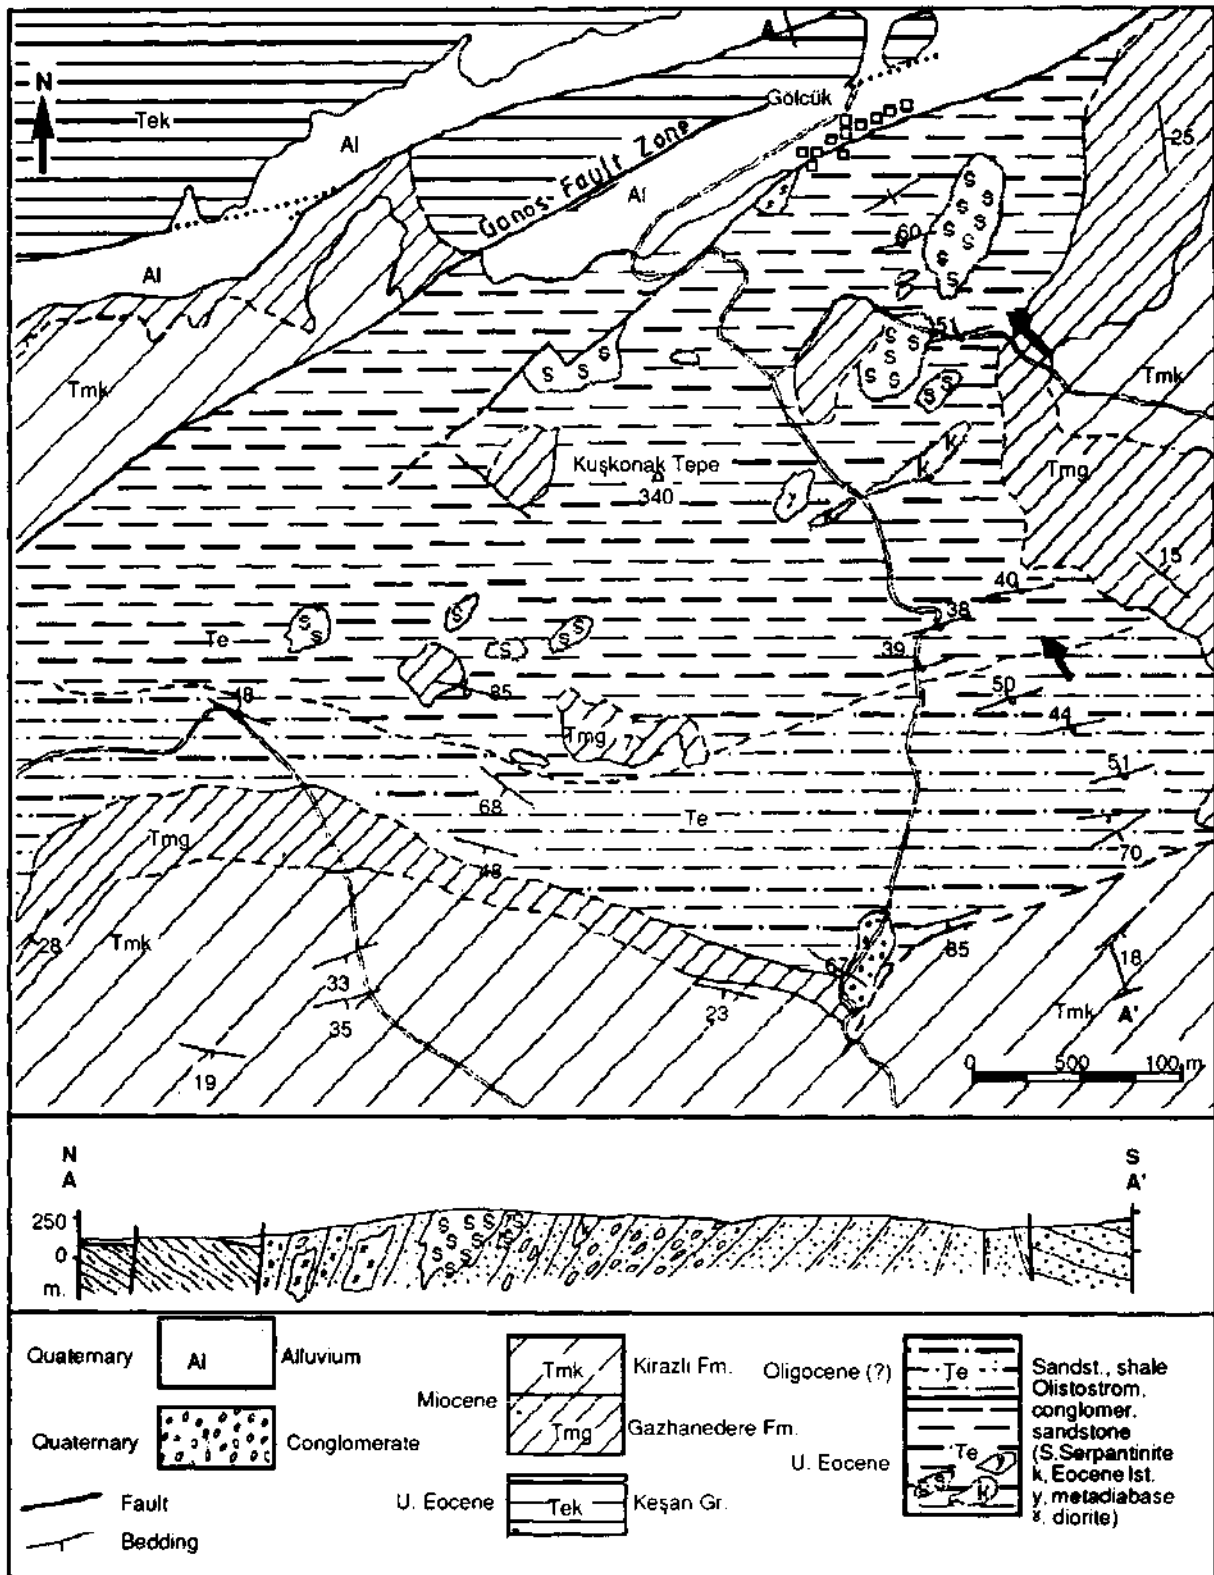 A
N
Tek
Al
Gölcük
Ganos Fault Zone
Al
25
S S S S S S S S
S S
60
Al
51
Tmk
S S S
S S S S S S
S S
Tmk
k
k
Kuşkonak Tepe
340
y
Tmg
15
40
38
S
S S
S
S S
Te
39
85
50
48
44
Tmg
51
68
Te
Tmg
70
48
28
Tmk
85
67
18
33
23
Tmk
A'
35
19
0 500 100 m
N
A
S
A'
250
0
m.
S S S S S S S S S S S S
Quaternary Al Alluvium
Quaternary Conglomerate
Fault
Bedding
Miocene
Tmk Kirazlı Fm.
Tmg Gazhanedere Fm.
U. Eocene Tek Keşan Gr.
Oligocene (?)
Te
U. Eocene
Te
y
S S
k
Sandst., shale
Olistostrom,
conglomer,
sandstone
(S.Serpantinite
k, Eocene lst.
y, metadiabase
ɤ. diorite)